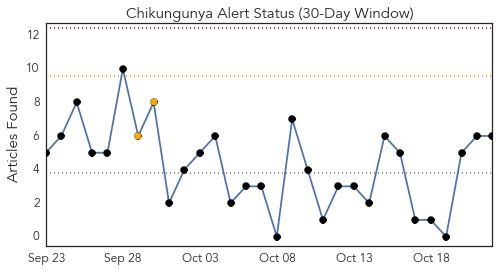 Chikungunya Alert Status (30-Day Window)
Articles Found
12
10
8
6
4
2
0
Sep 23
Sep 28
Oct 03
Oct 08
Oct 13
Oct 18